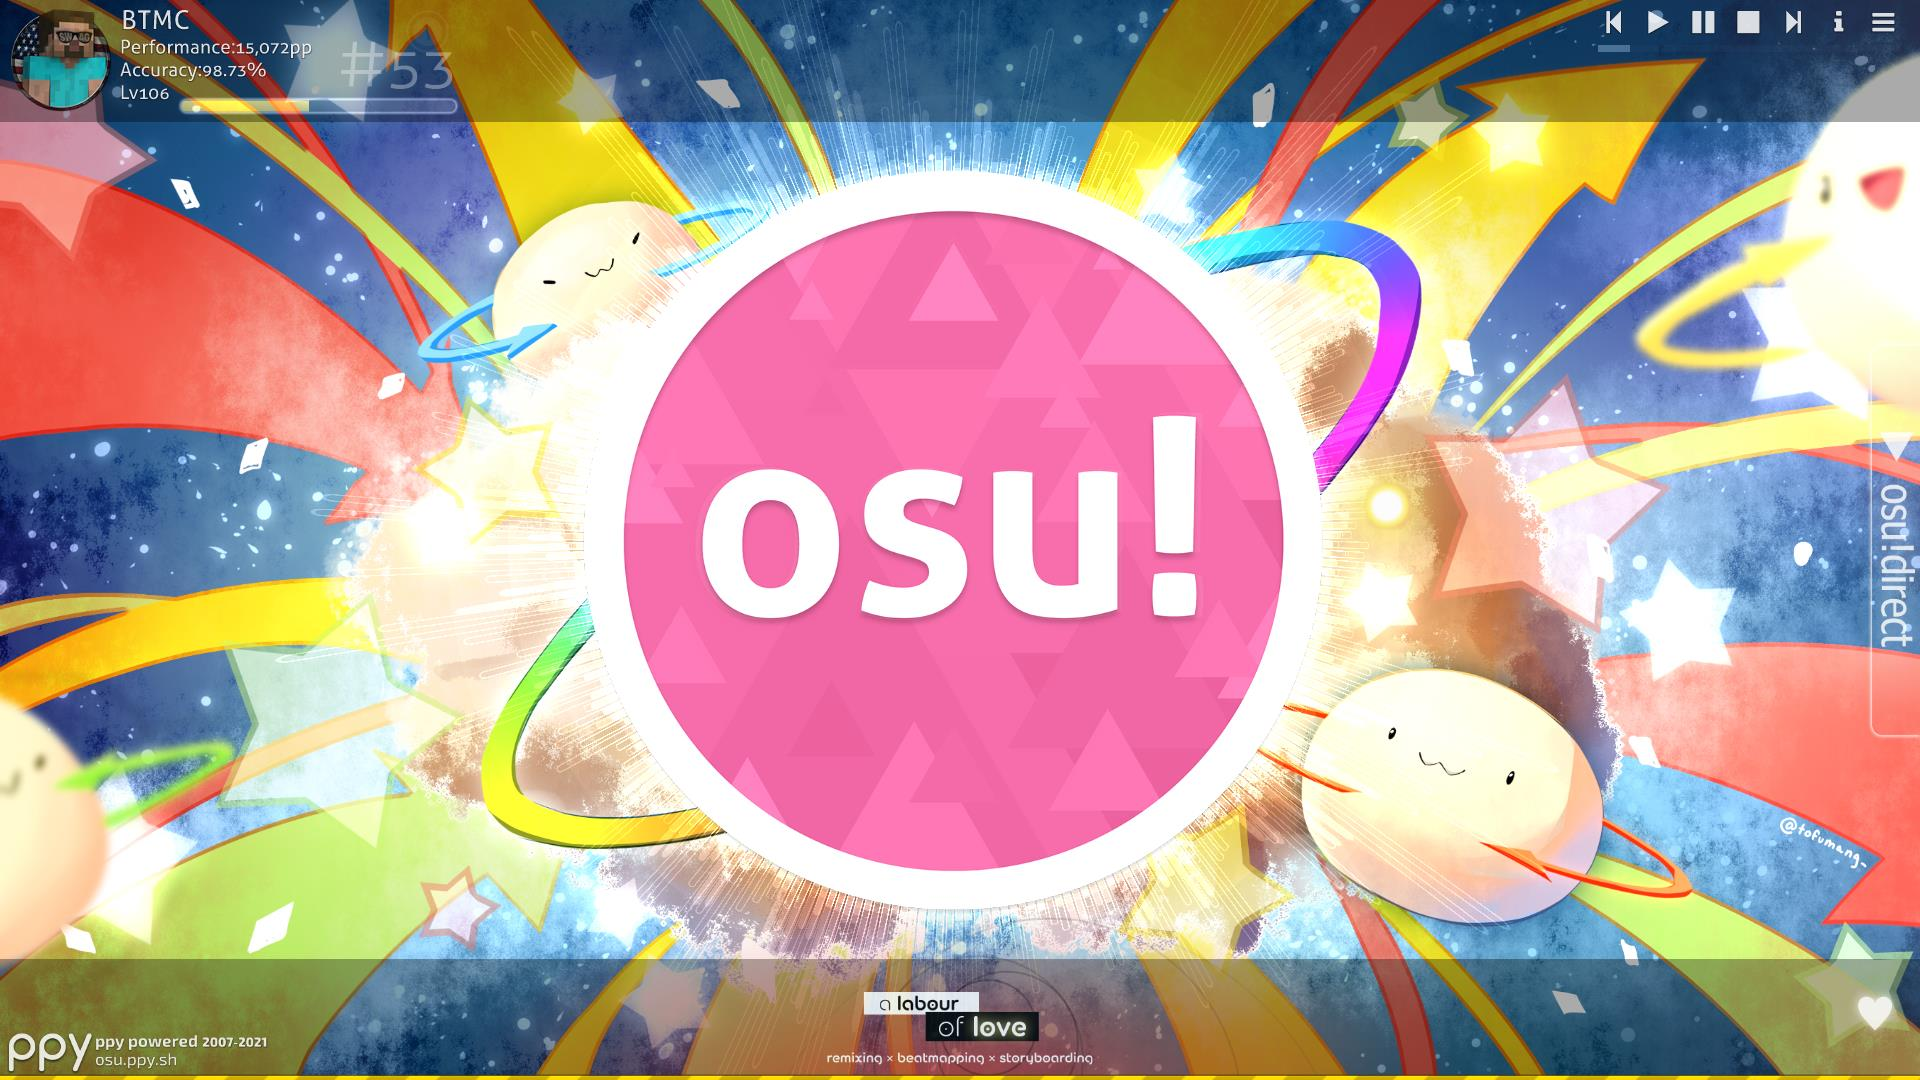 BTMC
Performance:15,072pp
Accuracy:98.73%
Lv106
#53
osu!
osu!direct
@tofumang_
a labour
of love
remixing × beatmapping × storyboarding
ppy
ppy powered 2007-2021
osu.ppy.sh